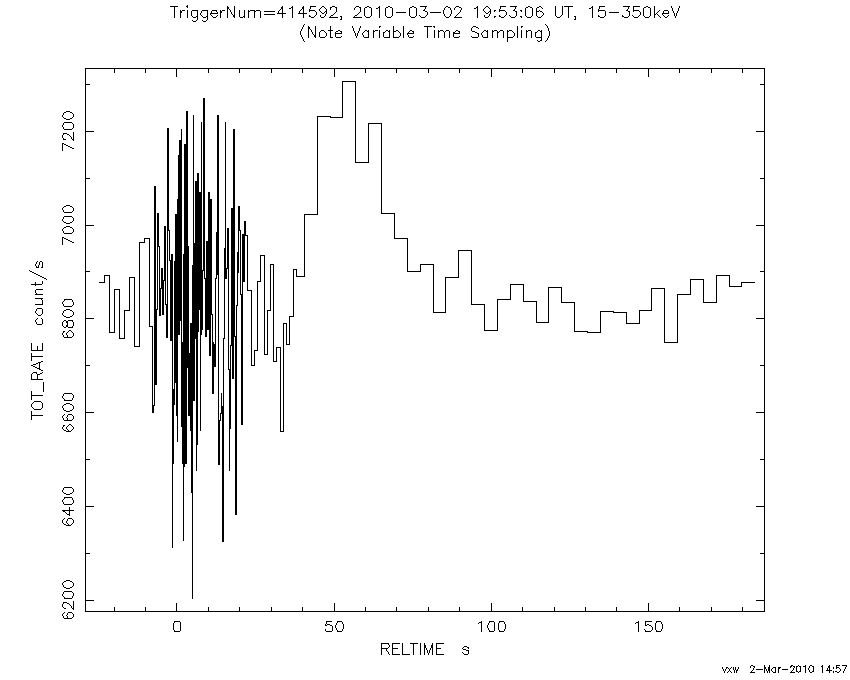 TriggerNum=414592, 2010-03-02 19:53:06 UT, 15-350keV
(Note Variable Time Sampling)
TOT_RATE count/s
7200
7000
6800
6600
6400
6200
0 50 100 150
RELTIME s
vxw 2-Mar-2010 14:57